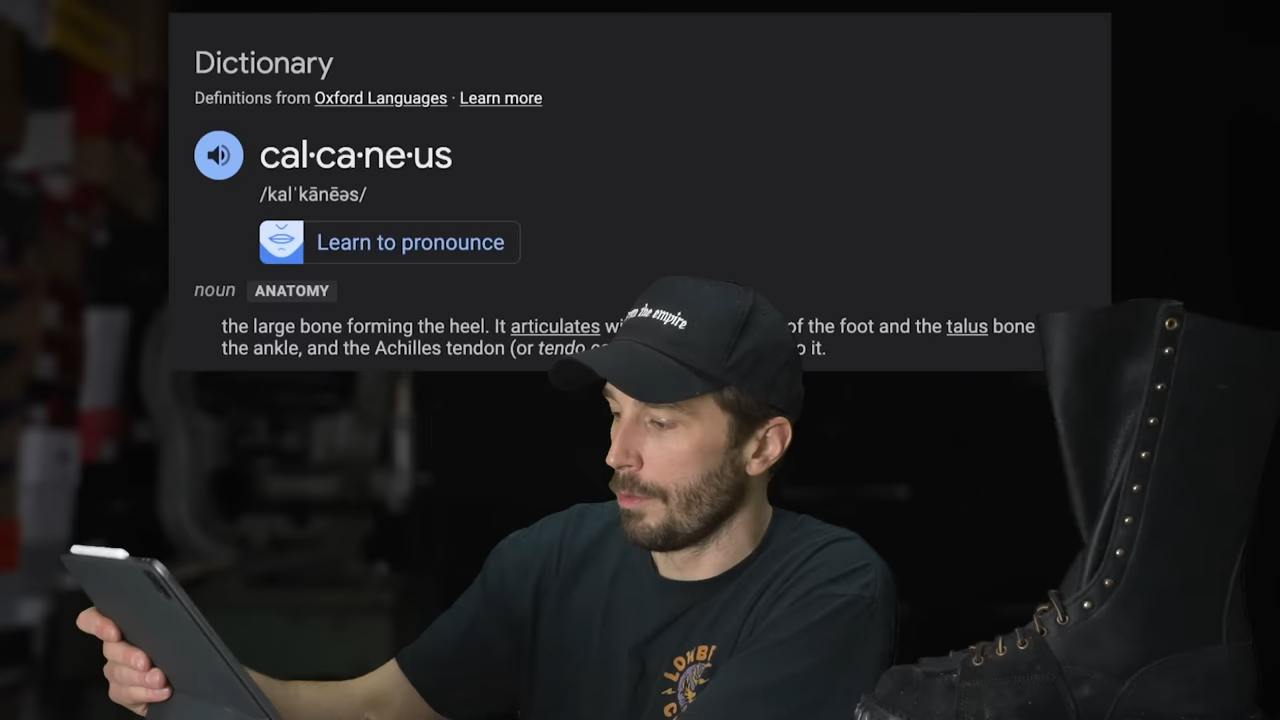 Dictionary
Definitions from Oxford Languages · Learn more
cal·ca·ne·us
/kalˈkānēəs/
Learn to pronounce
noun ANATOMY
the large bone forming the heel. It articulates of the foot and the talus bone
the ankle, and the Achilles tendon (or tendo it.
the empire